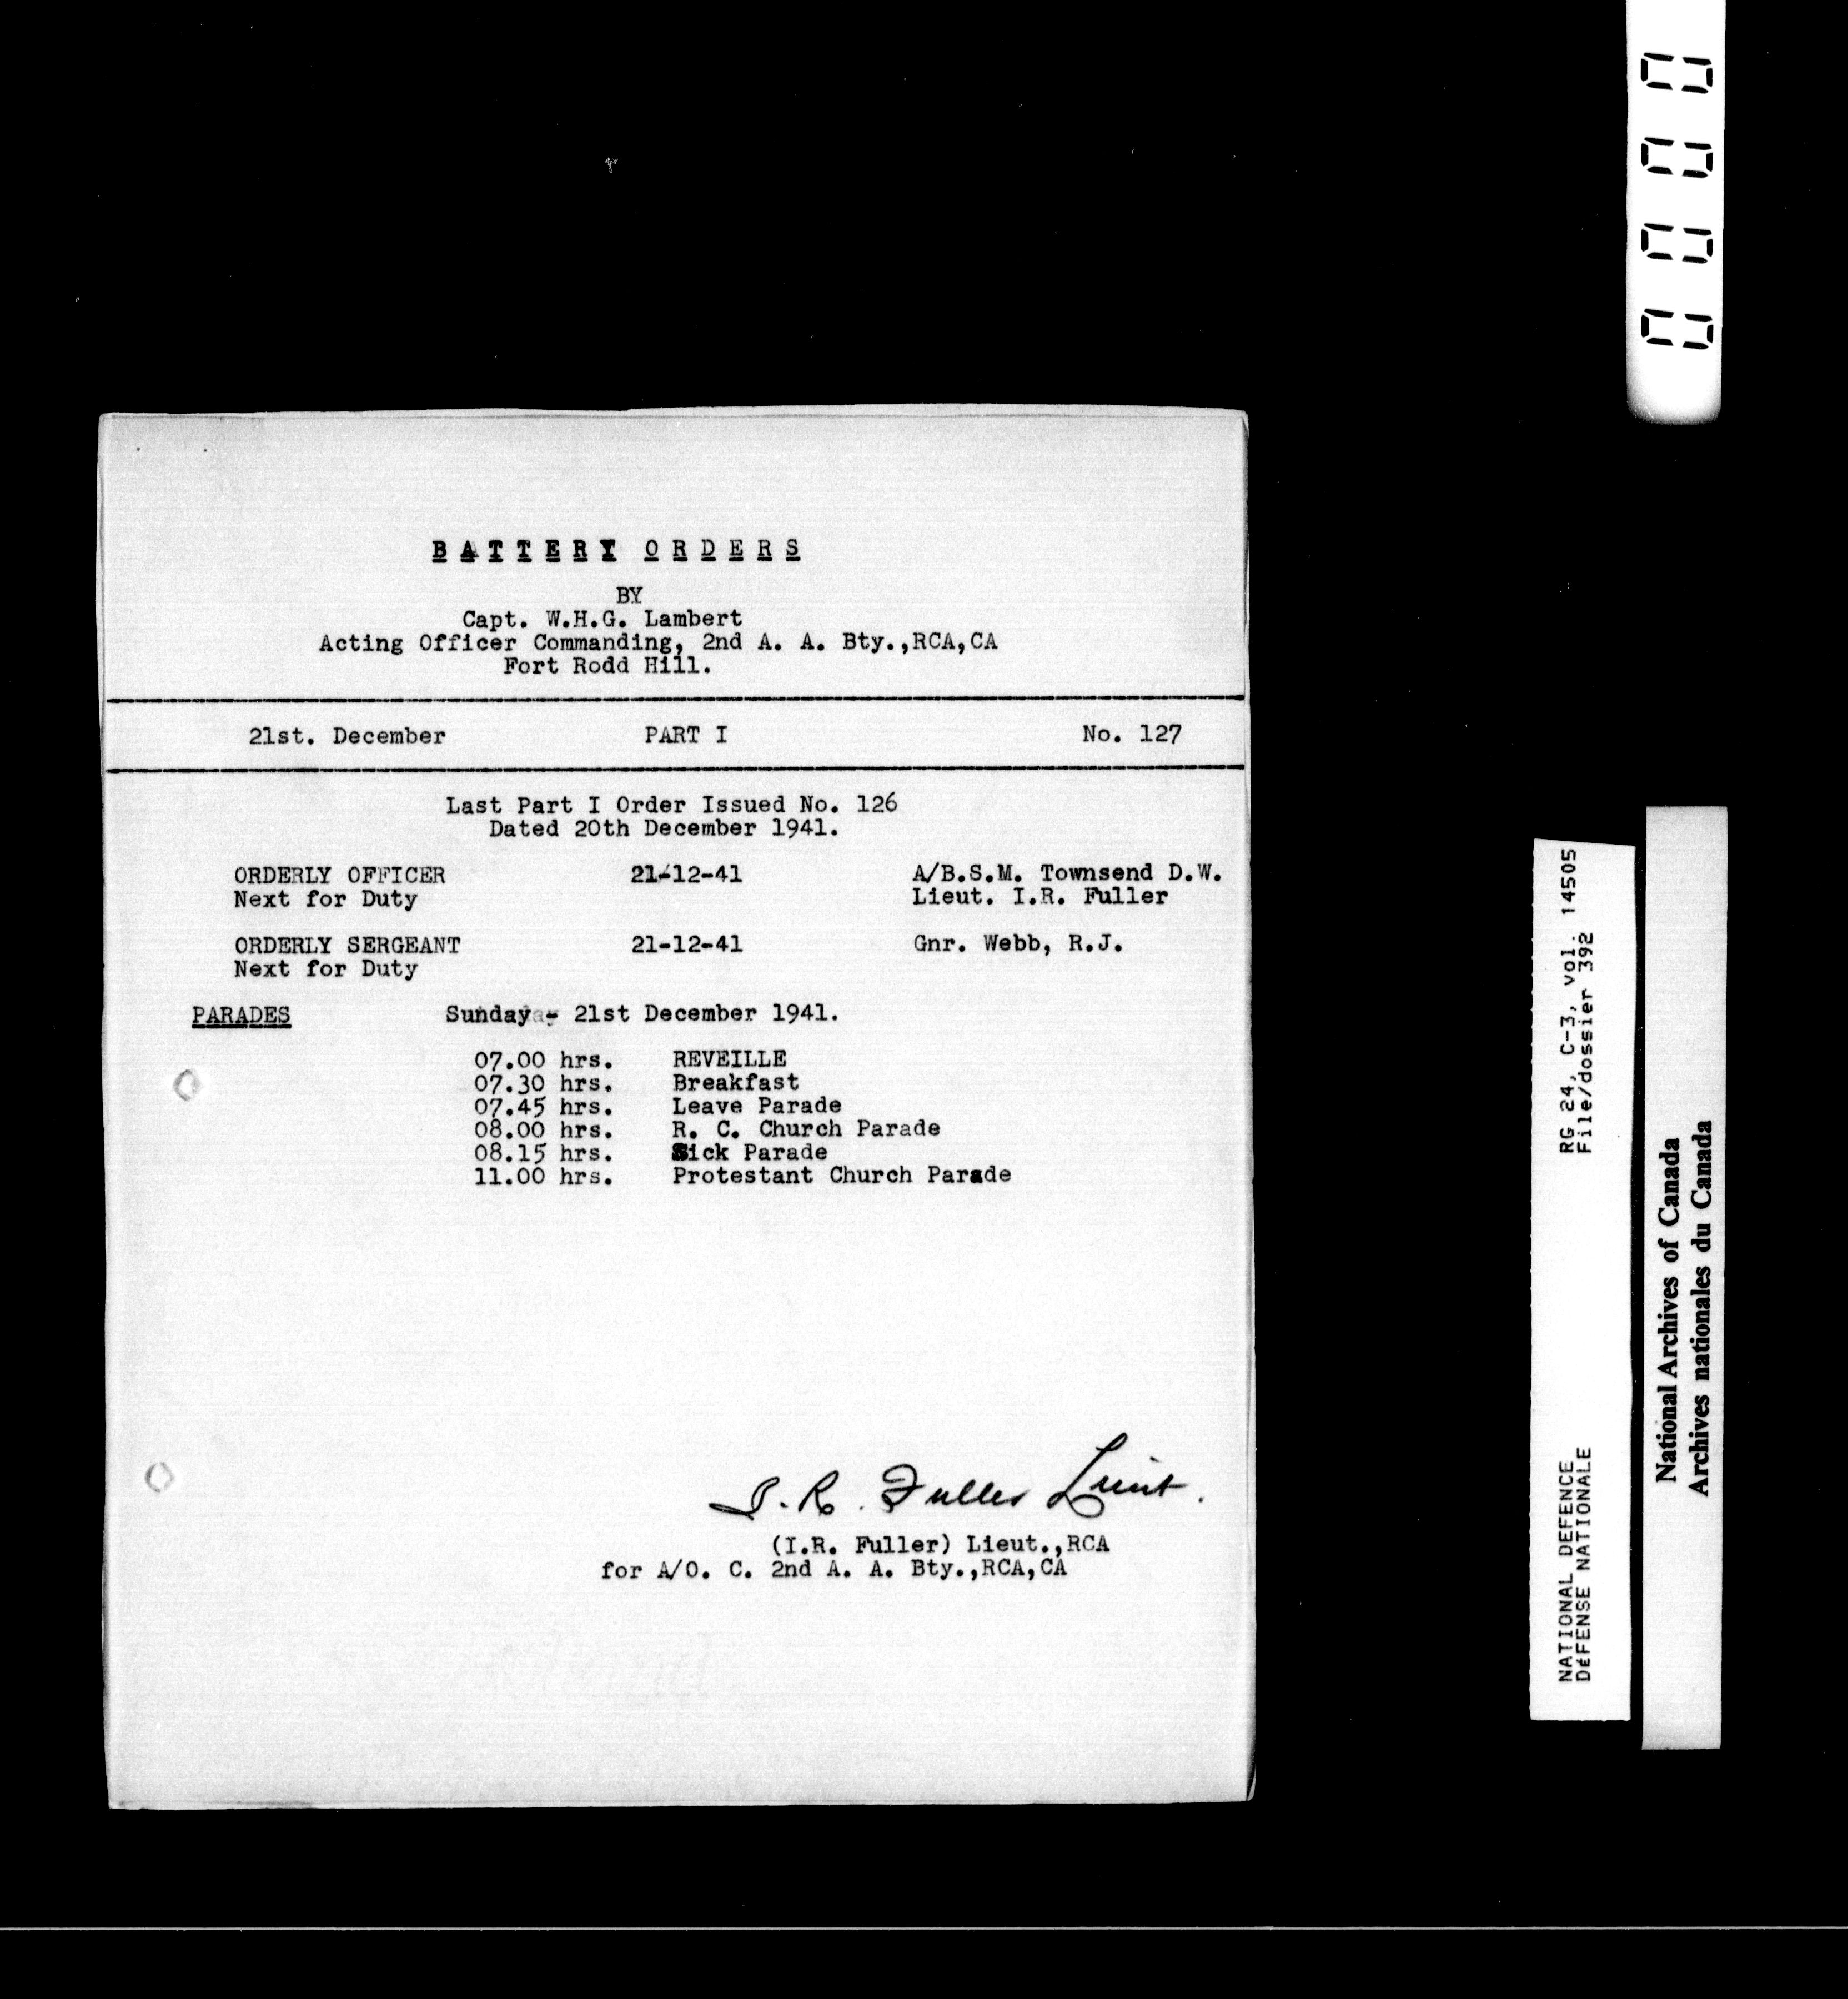 BATTERY ORDERS
BY
Capt. W.H.G. Lambert
Acting Officer Commanding, 2nd A. A. Bty.,RCA,CA
Fort Rodd Hill.
21st. December PART I No. 127
Last Part I Order Issued No. 126
Dated 20th December 1941.
ORDERLY OFFICER 21-12-41 A/B.S.M. Townsend D.W.
Next for Duty Lieut. I.R. Fuller
ORDERLY SERGEANT 21-12-41 Gnr. Webb, R.J.
Next for Duty
PARADES Sunday - 21st December 1941.
07.00 hrs. REVEILLE
07.30 hrs. Breakfast
07.45 hrs. Leave Parade
08.00 hrs. R. C. Church Parade
08.15 hrs. Sick Parade
11.00 hrs. Protestant Church Parade
I. R. Fuller Lieut.
(I.R. Fuller) Lieut.,RCA
for A/O. C. 2nd A. A. Bty.,RCA,CA
0000
NATIONAL DEFENCE RG 24, C-3, vol. 14505
DéFENSE NATIONALE File/dossier 392
National Archives of Canada
Archives nationales du Canada